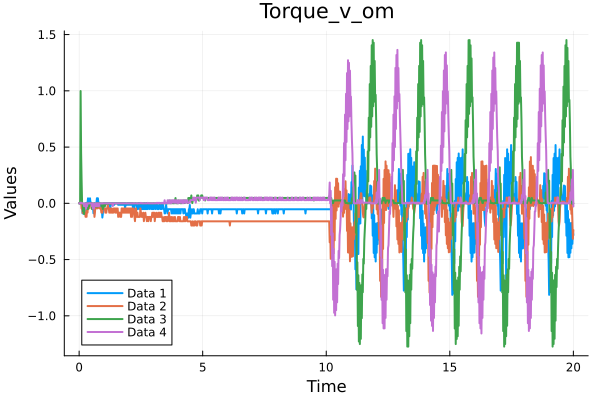 Torque_v_om
Values
1.5
1.0
0.5
0.0
−0.5
−1.0
Data 1
Data 2
Data 3
Data 4
0
5
10
15
20
Time